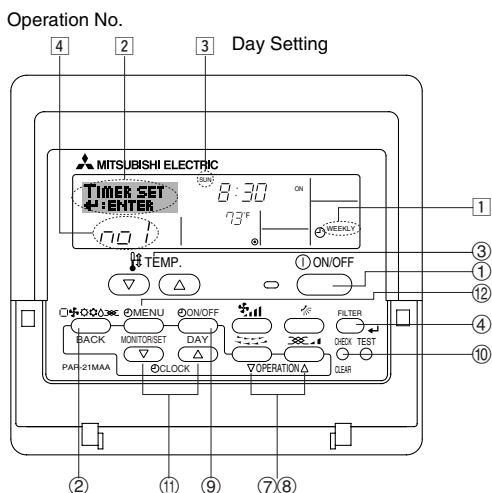 Operation No.
4 2 3 Day Setting
MITSUBISHI ELECTRIC
TIMER SET
↵:ENTER
SUN
8:30
ON
73°F
WEEKLY
1
no 1
TEMP.
ON/OFF
③
①
⑫
MENU
ON/OFF
FILTER
④
BACK
MONITOR/SET
DAY
CHECK TEST
⑩
PAR-21MAA
CLOCK
▽OPERATION△
CLEAR
② ⑪ ⑨ ⑦⑧